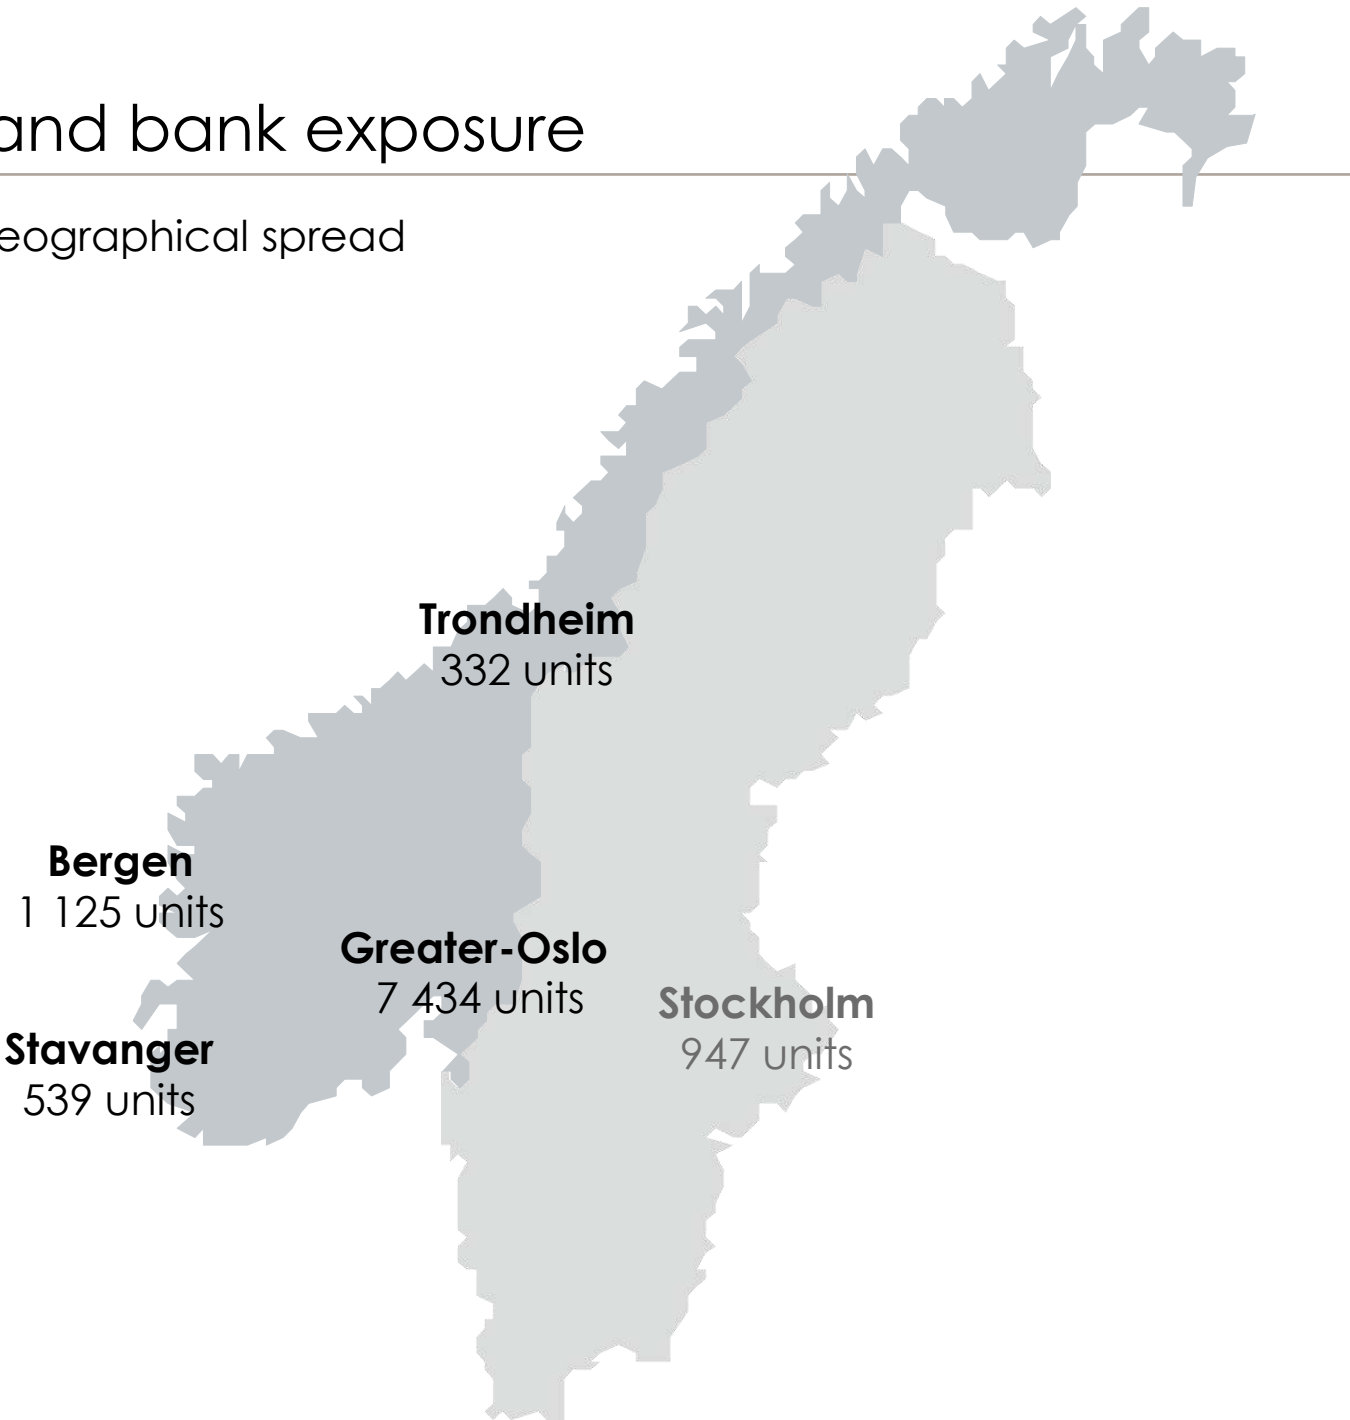 and bank exposure
eographical spread
Trondheim
332 units
Bergen
1 125 units
Greater-Oslo
7 434 units
Stockholm
947 units
Stavanger
539 units